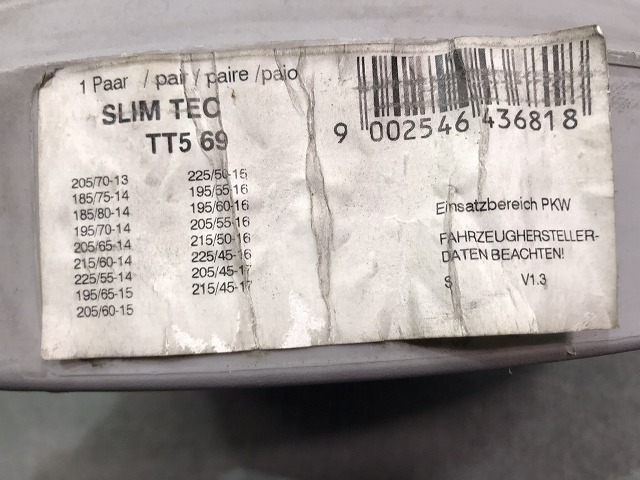 1 Paar / pair / paire / paio
SLIM TEC
TT5 69
9 002546 436818
205/70-13
185/75-14
185/80-14
195/70-14
205/65-14
215/60-14
225/55-14
195/65-15
205/60-15
225/50-15
195/55-16
195/60-16
205/55-16
215/50-16
225/45-16
205/45-17
215/45-17
Einsatzbereich PKW
FAHRZEUGHERSTELLER-
DATEN BEACHTEN!
S V1.3